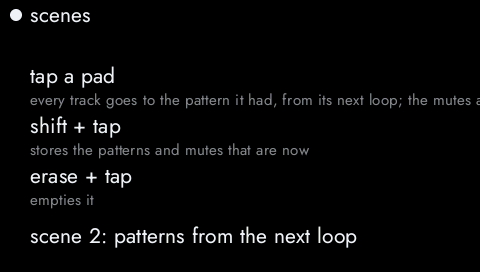 scenes
tap a pad
every track goes to the pattern it had, from its next loop; the mutes a
shift + tap
stores the patterns and mutes that are now
erase + tap
empties it
scene 2: patterns from the next loop